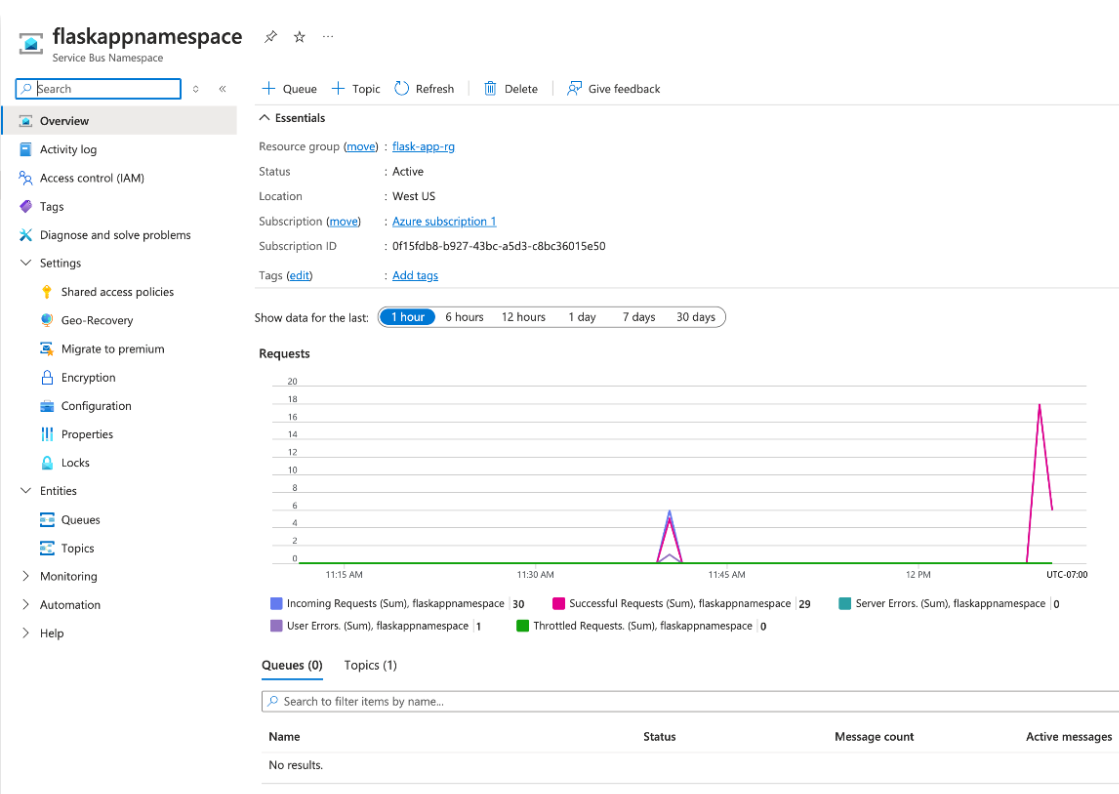 flaskappnamespace
Service Bus Namespace
Search
Overview
Activity log
Access control (IAM)
Tags
Diagnose and solve problems
Settings
Shared access policies
Geo-Recovery
Migrate to premium
Encryption
Configuration
Properties
Locks
Entities
Queues
Topics
Monitoring
Automation
Help
Queue Topic Refresh Delete Give feedback
Essentials
Resource group (move) : flask-app-rg
Status : Active
Location : West US
Subscription (move) : Azure subscription 1
Subscription ID : 0f15fdb8-b927-43bc-a5d3-c8bc36015e50
Tags (edit) : Add tags
Show data for the last: 1 hour 6 hours 12 hours 1 day 7 days 30 days
Requests
20
18
16
14
12
10
8
6
4
2
0
11:15 AM 11:30 AM 11:45 AM 12 PM UTC-07:00
Incoming Requests (Sum), flaskappnamespace 30 Successful Requests (Sum), flaskappnamespace 29 Server Errors. (Sum), flaskappnamespace 0
User Errors. (Sum), flaskappnamespace 1 Throttled Requests. (Sum), flaskappnamespace 0
Queues (0) Topics (1)
Search to filter items by name...
Name Status Message count Active messages
No results.